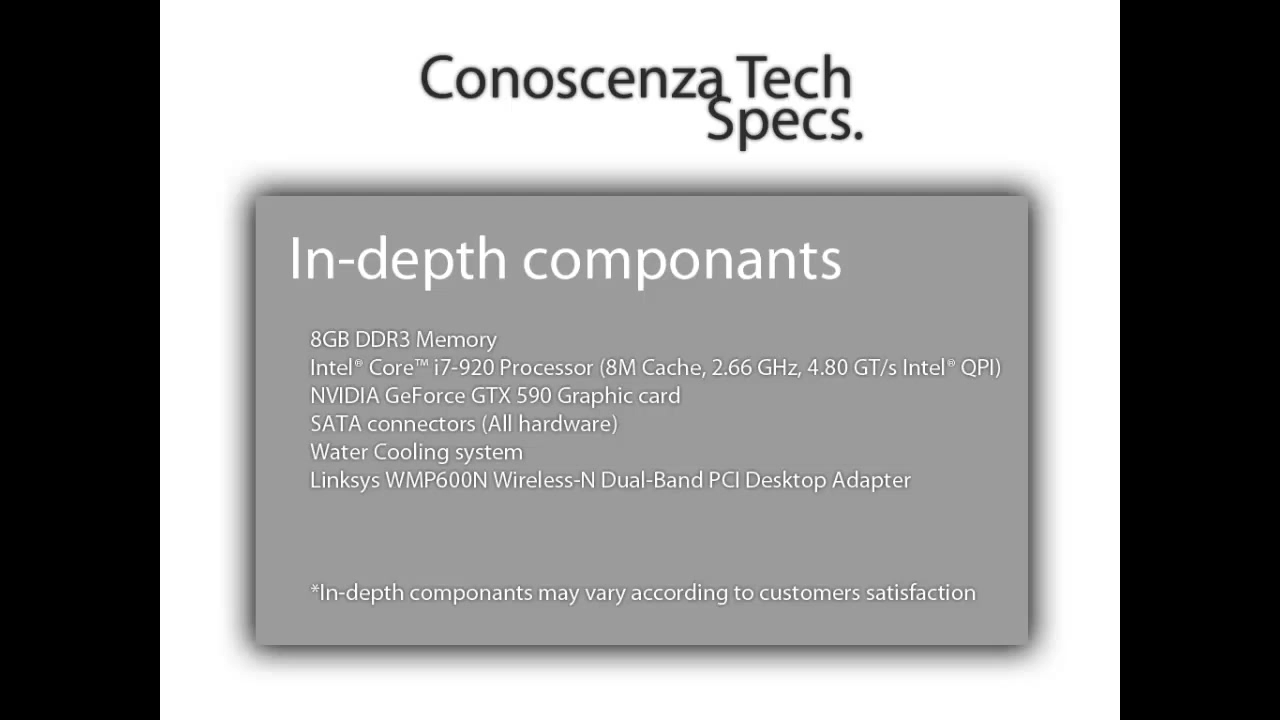 Conoscenza Tech
Specs.
In-depth componants
8GB DDR3 Memory
Intel® Core™ i7-920 Processor (8M Cache, 2.66 GHz, 4.80 GT/s Intel® QPI)
NVIDIA GeForce GTX 590 Graphic card
SATA connectors (All hardware)
Water Cooling system
Linksys WMP600N Wireless-N Dual-Band PCI Desktop Adapter
*In-depth componants may vary according to customers satisfaction